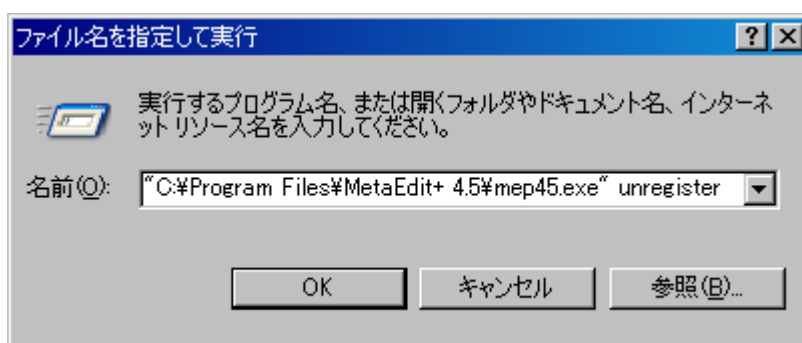 ファイル名を指定して実行
実行するプログラム名、または開くフォルダやドキュメント名、インターネ
ット リソース名を入力してください。
名前(O): "C:¥Program Files¥MetaEdit+ 4.5¥mep45.exe" unregister
OK キャンセル 参照(B)...